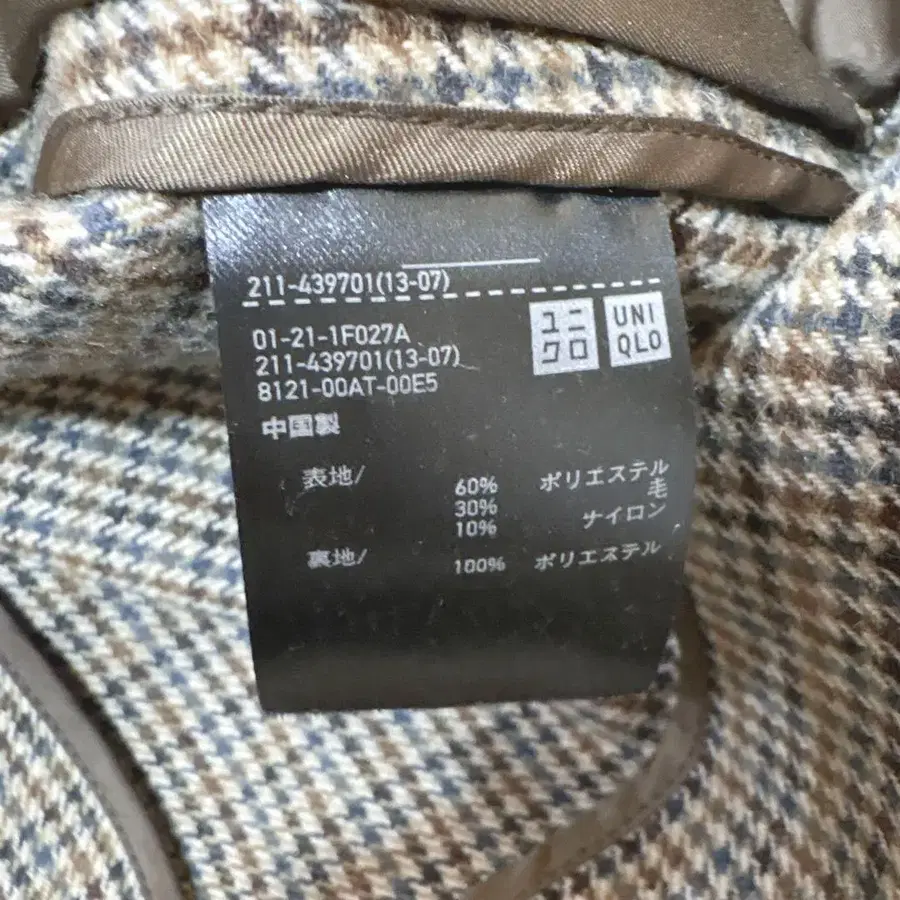 211-439701(13-07)
ユニ
クロ
UNI
QLO
01-21-1F027A
211-439701(13-07)
8121-00AT-00E5
中国製
表地/ 60% ポリエステル
30% 毛
10% ナイロン
裏地/ 100% ポリエステル